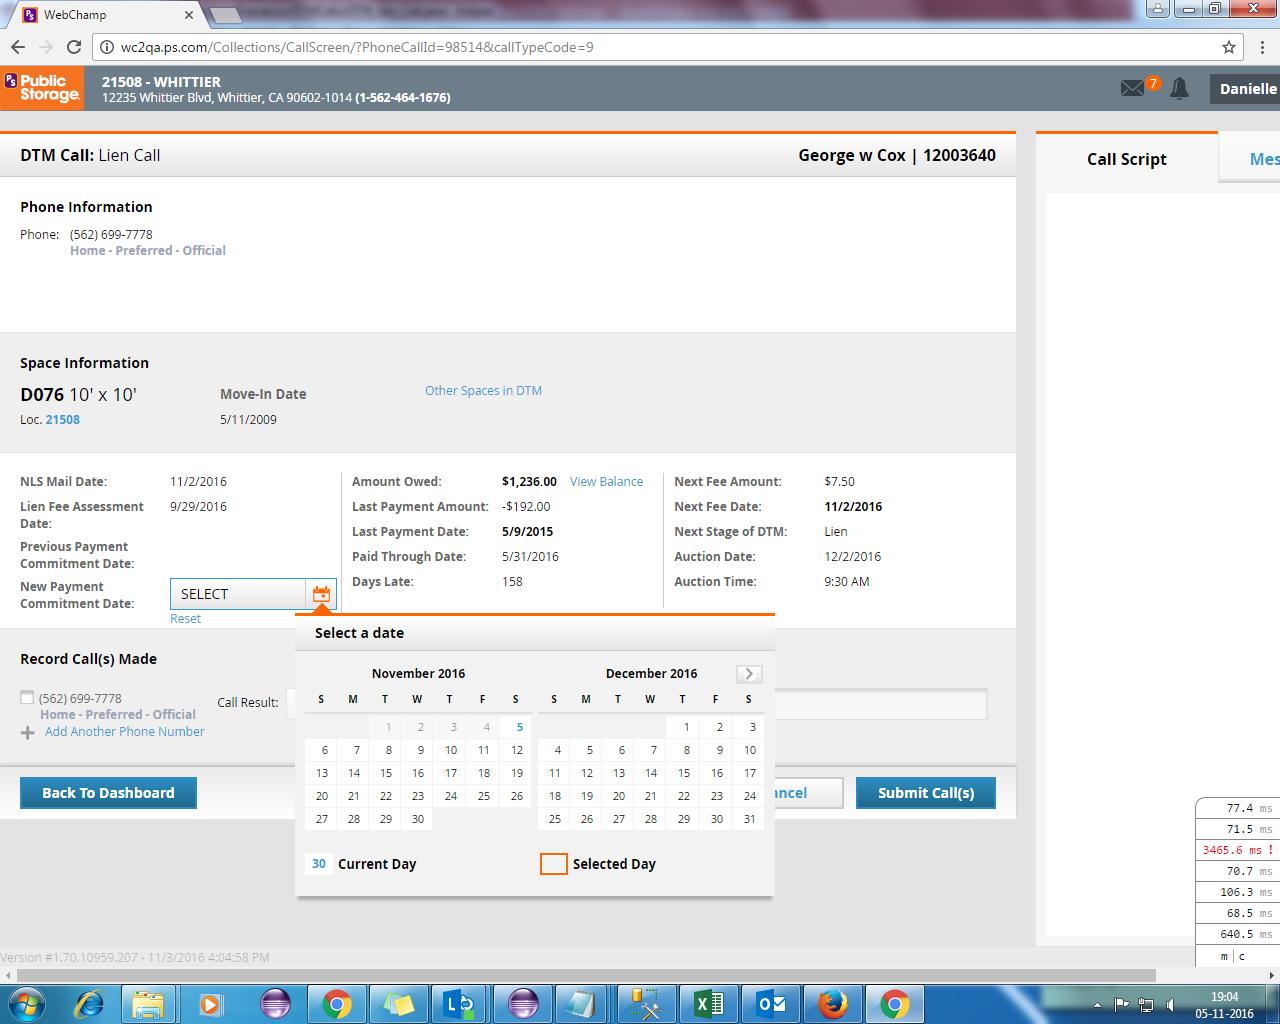 WebChamp
wc2qa.ps.com/Collections/CallScreen/?PhoneCallId=98514&callTypeCode=9
PS Public Storage
21508 - WHITTIER
12235 Whittier Blvd, Whittier, CA 90602-1014 (1-562-464-1676)
7
Danielle
DTM Call: Lien Call
George w Cox | 12003640
Call Script
Mes
Phone Information
Phone: (562) 699-7778
Home - Preferred - Official
Space Information
D076 10' x 10'
Move-In Date
Other Spaces in DTM
Loc. 21508
5/11/2009
NLS Mail Date: 11/2/2016
Lien Fee Assessment Date: 9/29/2016
Previous Payment Commitment Date:
New Payment Commitment Date: SELECT
Reset
Amount Owed: $1,236.00 View Balance
Last Payment Amount: -$192.00
Last Payment Date: 5/9/2015
Paid Through Date: 5/31/2016
Days Late: 158
Next Fee Amount: $7.50
Next Fee Date: 11/2/2016
Next Stage of DTM: Lien
Auction Date: 12/2/2016
Auction Time: 9:30 AM
Select a date
November 2016
S M T W T F S
1 2 3 4 5
6 7 8 9 10 11 12
13 14 15 16 17 18 19
20 21 22 23 24 25 26
27 28 29 30
December 2016
S M T W T F S
1 2 3
4 5 6 7 8 9 10
11 12 13 14 15 16 17
18 19 20 21 22 23 24
25 26 27 28 29 30 31
30 Current Day
Selected Day
Record Call(s) Made
(562) 699-7778
Home - Preferred - Official
Call Result:
Add Another Phone Number
Back To Dashboard
ancel
Submit Call(s)
77.4 ms
71.5 ms
3465.6 ms !
70.7 ms
106.3 ms
68.5 ms
640.5 ms
m | c
Version #1.70.10959.207 - 11/3/2016 4:04:58 PM
19:04
05-11-2016